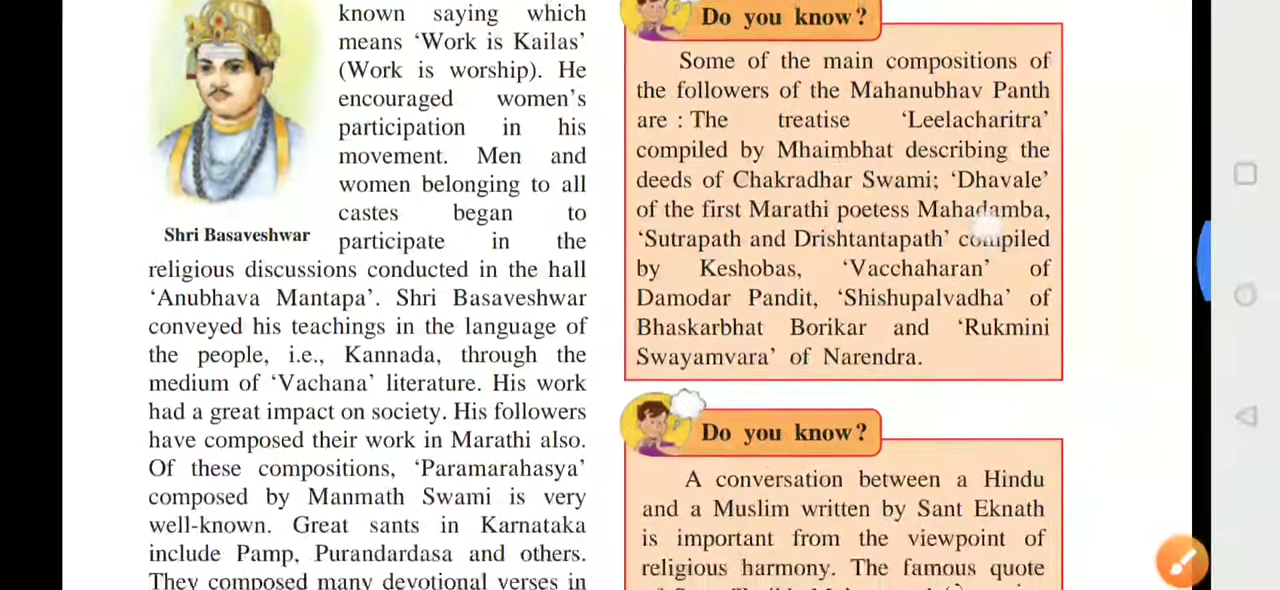 known saying which
means ‘Work is Kailas’
(Work is worship). He
encouraged women’s
participation in his
movement. Men and
women belonging to all
castes began to
participate in the
Shri Basaveshwar
religious discussions conducted in the hall
‘Anubhava Mantapa’. Shri Basaveshwar
conveyed his teachings in the language of
the people, i.e., Kannada, through the
medium of ‘Vachana’ literature. His work
had a great impact on society. His followers
have composed their work in Marathi also.
Of these compositions, ‘Paramarahasya’
composed by Manmath Swami is very
well-known. Great sants in Karnataka
include Pamp, Purandardasa and others.
They composed many devotional verses in
Do you know?
Some of the main compositions of
the followers of the Mahanubhav Panth
are : The treatise ‘Leelacharitra’
compiled by Mhaimbhat describing the
deeds of Chakradhar Swami; ‘Dhavale’
of the first Marathi poetess Mahadamba,
‘Sutrapath and Drishtantapath’ compiled
by Keshobas, ‘Vacchaharan’ of
Damodar Pandit, ‘Shishupalvadha’ of
Bhaskarbhat Borikar and ‘Rukmini
Swayamvara’ of Narendra.
Do you know?
A conversation between a Hindu
and a Muslim written by Sant Eknath
is important from the viewpoint of
religious harmony. The famous quote